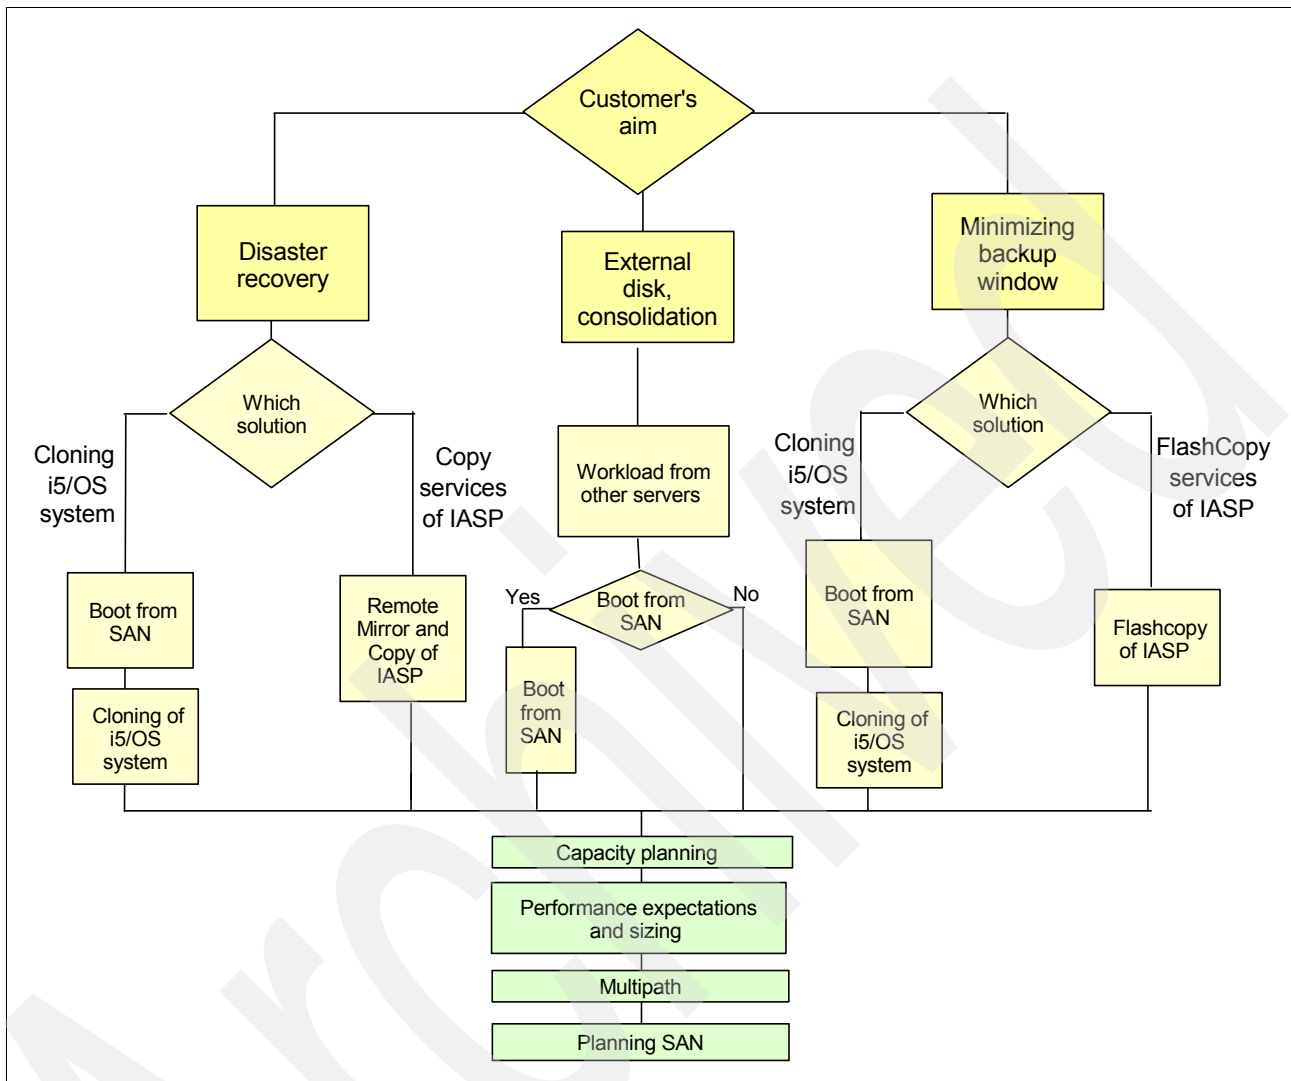 Customer's
aim
Disaster
recovery
External
disk,
consolidation
Minimizing
backup
window
Which
solution
Cloning
i5/OS
system
Copy
services
of IASP
Workload from
other servers
Which
solution
Cloning
i5/OS
system
FlashCopy
services
of IASP
Boot from
SAN
Remote
Mirror and
Copy of
IASP
Yes
Boot from
SAN
No
Boot from
SAN
Flashcopy
of IASP
Cloning of
i5/OS
system
Boot
from
SAN
Cloning of
i5/OS
system
Capacity planning
Performance expectations
and sizing
Multipath
Planning SAN
Archived